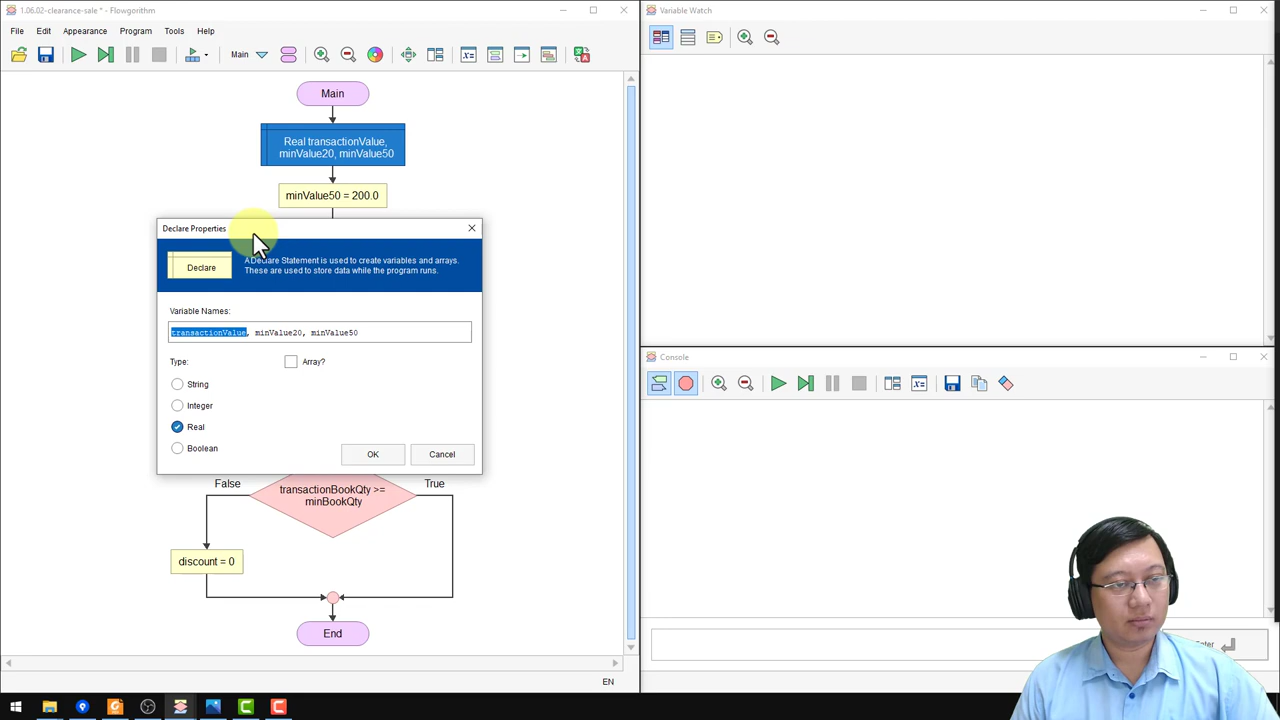 1.06.02-clearance-sale * - Flowgorithm
File Edit Appearance Program Tools Help
Main
Main
Real transactionValue,
minValue20, minValue50
minValue50 = 200.0
Declare Properties
Declare
A Declare Statement is used to create variables and arrays.
These are used to store data while the program runs.
Variable Names:
transactionValue, minValue20, minValue50
Type:
Array?
String
Integer
Real
Boolean
OK
Cancel
False
True
transactionBookQty >=
minBookQty
discount = 0
End
EN
Variable Watch
Console